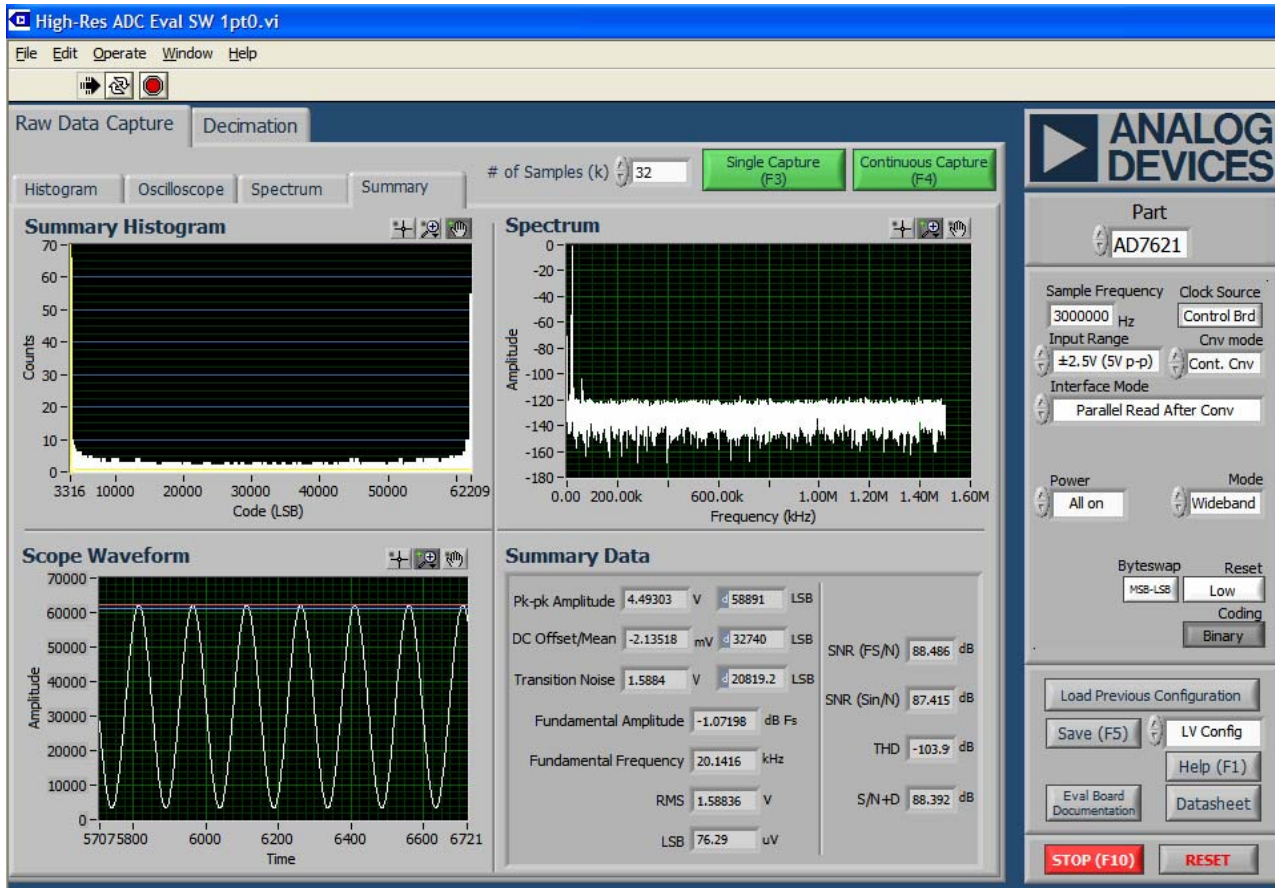 High-Res ADC Eval SW 1pt0.vi
File Edit Operate Window Help
Raw Data Capture
Decimation
# of Samples (k) 32
Single Capture
(F3)
Continuous Capture
(F4)
Histogram
Oscilloscope
Spectrum
Summary
Summary Histogram
70
60
50
40
30
20
10
0
Counts
3316 10000 20000 30000 40000 50000 62209
Code (LSB)
Spectrum
0
-20
-40
-60
-80
-100
-120
-140
-160
-180
Amplitude
0.00 200.00k 600.00k 1.00M 1.20M 1.40M 1.60M
Frequency (kHz)
Scope Waveform
70000
60000
50000
40000
30000
20000
10000
0
Amplitude
57075800 6000 6200 6400 6600 6721
Time
Summary Data
Pk-pk Amplitude 4.49303 V d 58891 LSB
DC Offset/Mean -2.13518 mV d 32740 LSB
Transition Noise 1.5884 V d 20819.2 LSB
Fundamental Amplitude -1.07198 dB Fs
Fundamental Frequency 20.1416 kHz
RMS 1.58836 V
LSB 76.29 uV
SNR (FS/N) 88.486 dB
SNR (Sin/N) 87.415 dB
THD -103.9 dB
S/N+D 88.392 dB
ANALOG
DEVICES
Part
AD7621
Sample Frequency
3000000 Hz
Clock Source
Control Brd
Input Range
±2.5V (5V p-p)
Cnv mode
Cont. Cnv
Interface Mode
Parallel Read After Conv
Power
All on
Mode
Wideband
Byteswap
MSB-LSB
Reset
Low
Coding
Binary
Load Previous Configuration
Save (F5)
LV Config
Help (F1)
Eval Board
Documentation
Datasheet
STOP (F10)
RESET